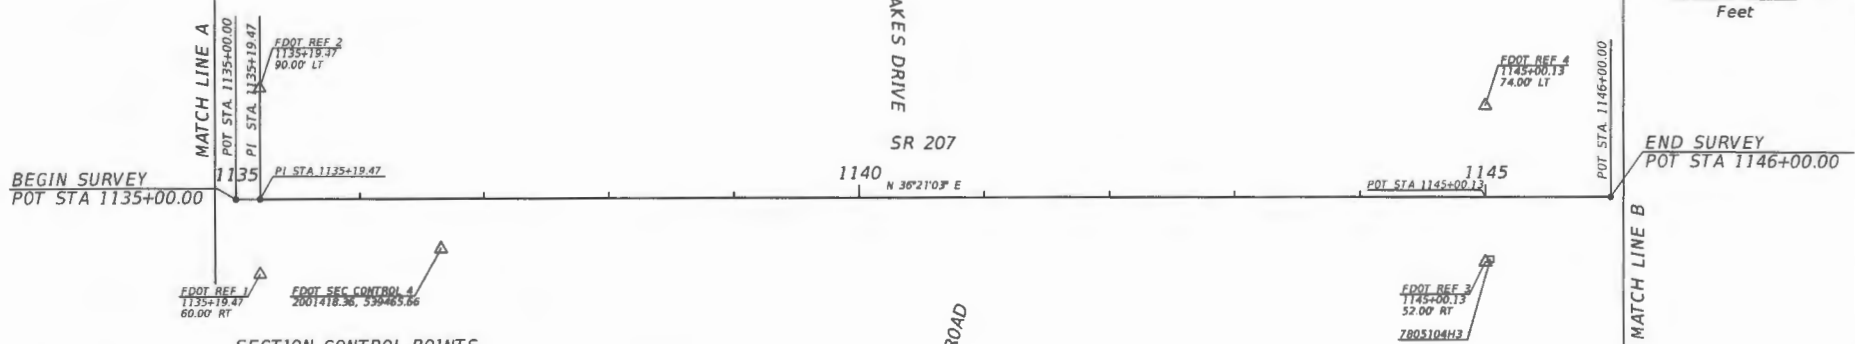 Feet
AKES DRIVE
MATCH LINE A
POT STA. 1135+00.00
PI STA. 1135+19.47
FDOT REF 2
1135+19.47
90.00' LT
FDOT REF 4
1145+00.13
74.00' LT
POT STA. 1146+00.00
SR 207
END SURVEY
POT STA 1146+00.00
BEGIN SURVEY
POT STA 1135+00.00
1135
PI STA 1135+19.47
1140
N 36°21'03" E
POT STA 1145+00.13
1145
MATCH LINE B
FDOT REF 1
1135+19.47
60.00' RT
FDOT SEC CONTROL 4
2001418.36, 539465.66
FDOT REF 3
1145+00.13
52.00' RT
7805104H3
ROAD
SECTION CONTROL POINTS